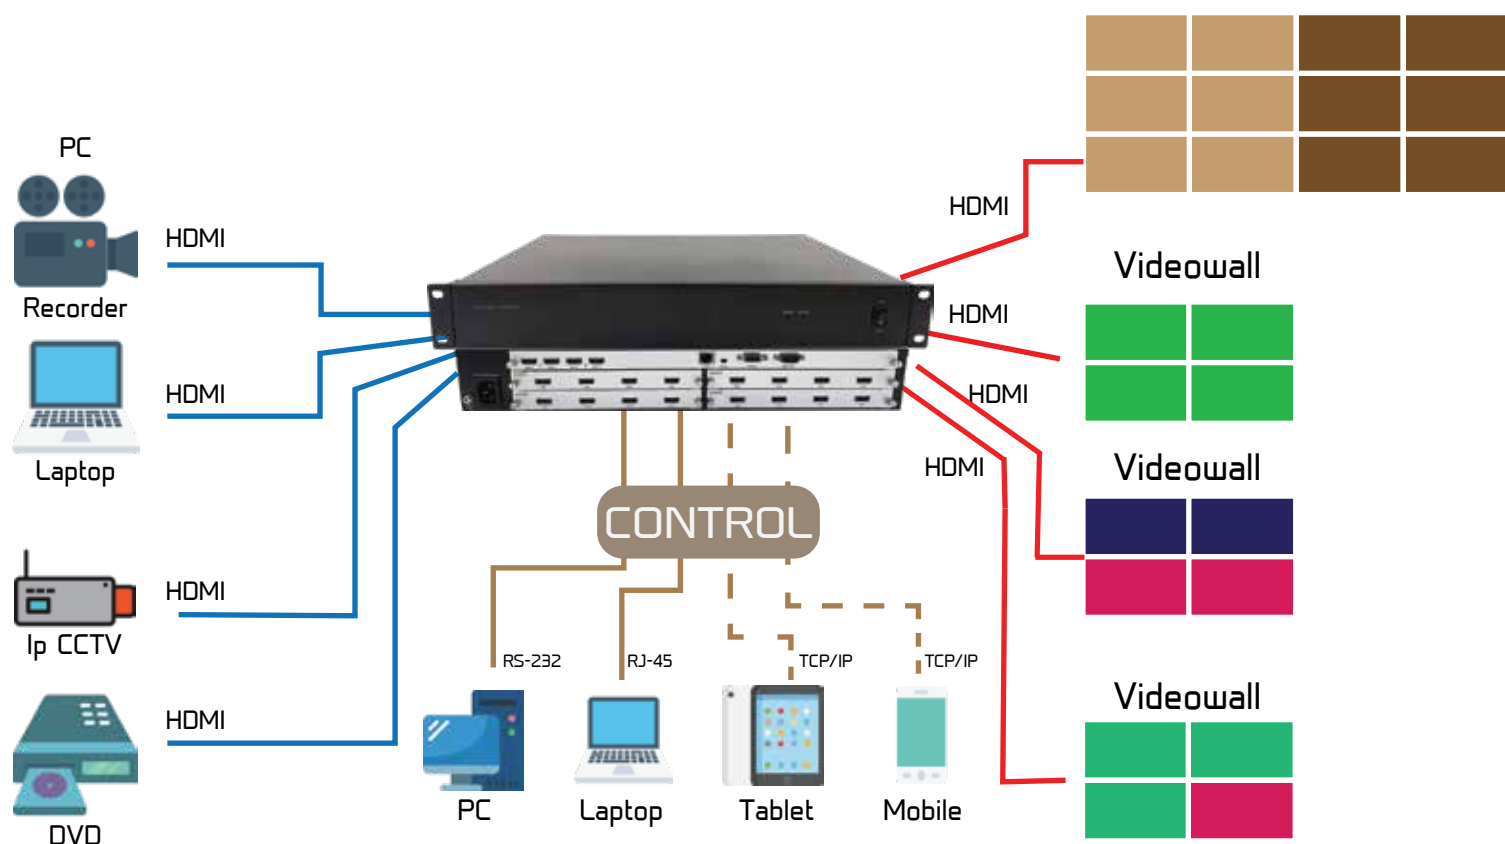 PC
HDMI
Recorder
HDMI
Laptop
HDMI
Ip CCTV
HDMI
DVD
HDMI
HDMI
HDMI
HDMI
Videowall
Videowall
Videowall
CONTROL
RS-232
RJ-45
TCP/IP
TCP/IP
PC
Laptop
Tablet
Mobile